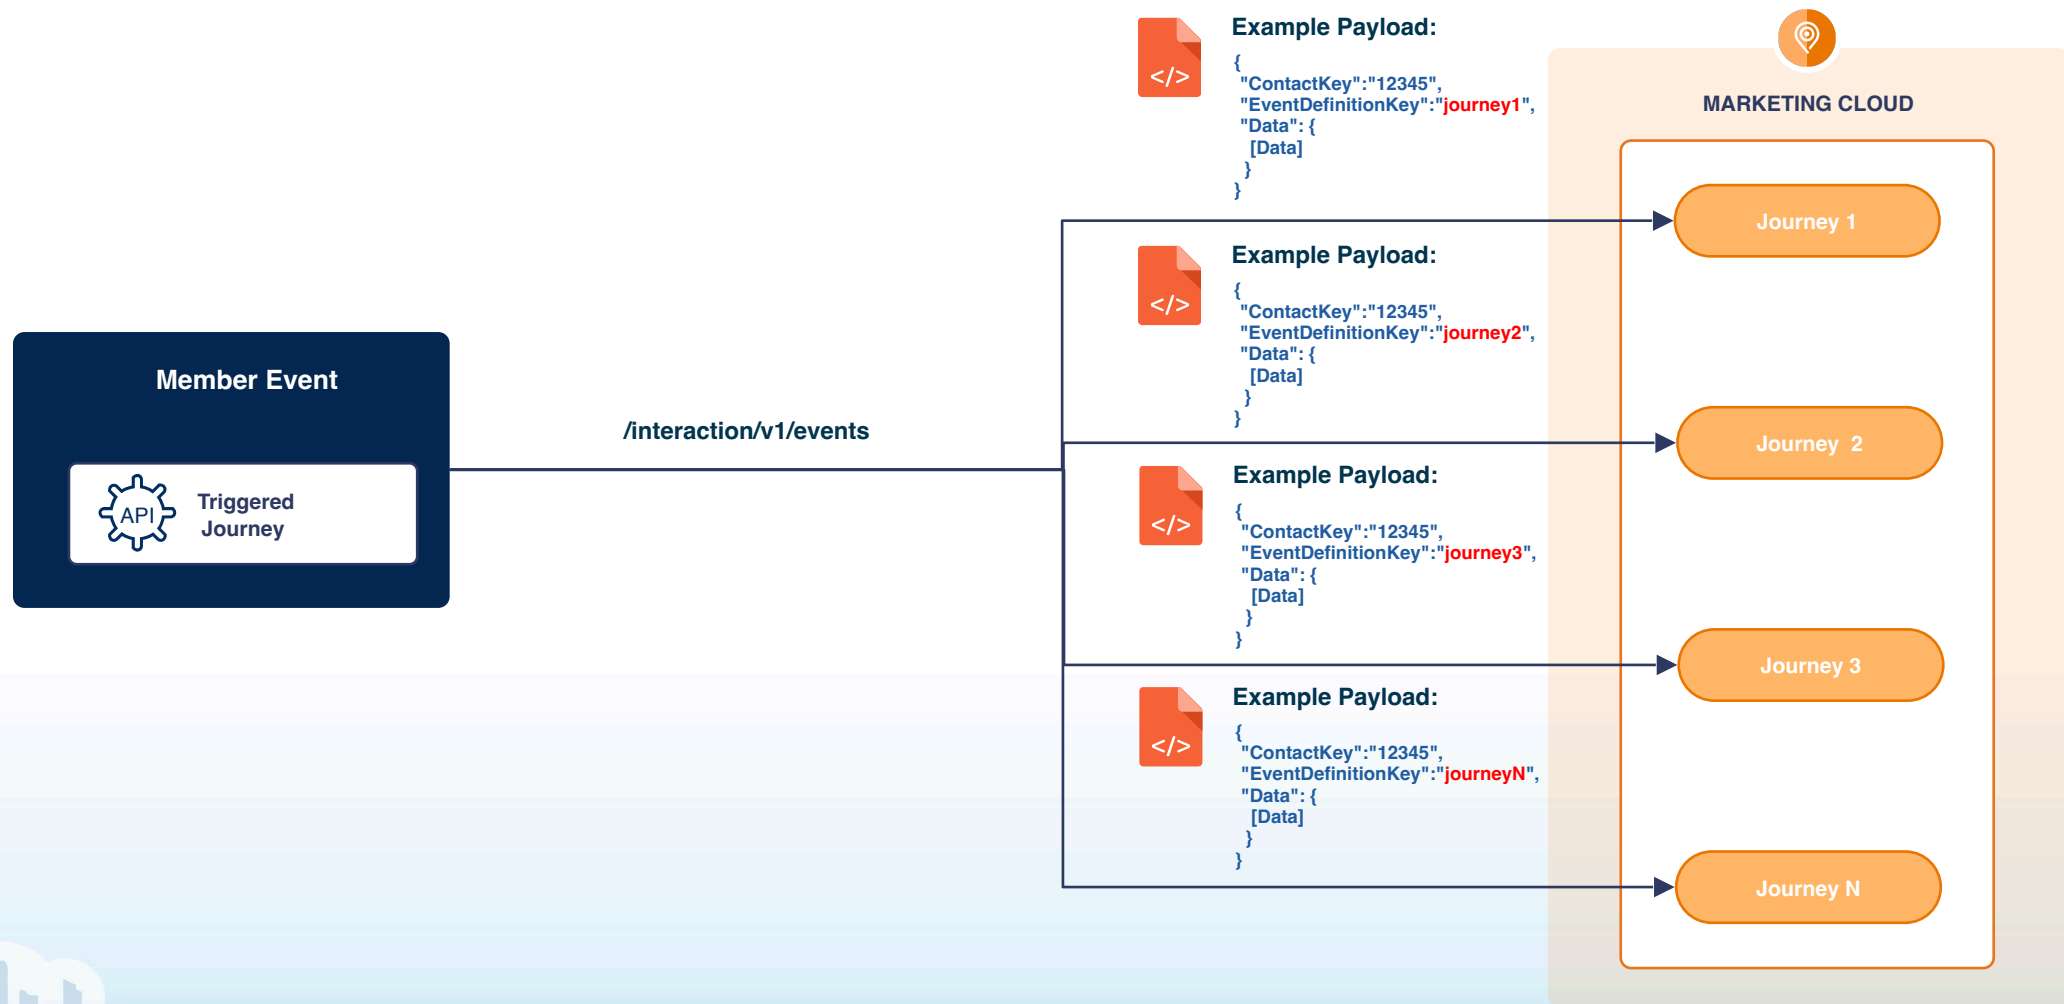 Member Event
API
Triggered
Journey
/interaction/v1/events
</>
Example Payload:
{
"ContactKey":"12345",
"EventDefinitionKey":"journey1",
"Data": {
[Data]
}
}
</>
Example Payload:
{
"ContactKey":"12345",
"EventDefinitionKey":"journey2",
"Data": {
[Data]
}
}
</>
Example Payload:
{
"ContactKey":"12345",
"EventDefinitionKey":"journey3",
"Data": {
[Data]
}
}
</>
Example Payload:
{
"ContactKey":"12345",
"EventDefinitionKey":"journeyN",
"Data": {
[Data]
}
}
MARKETING CLOUD
Journey 1
Journey  2
Journey 3
Journey N